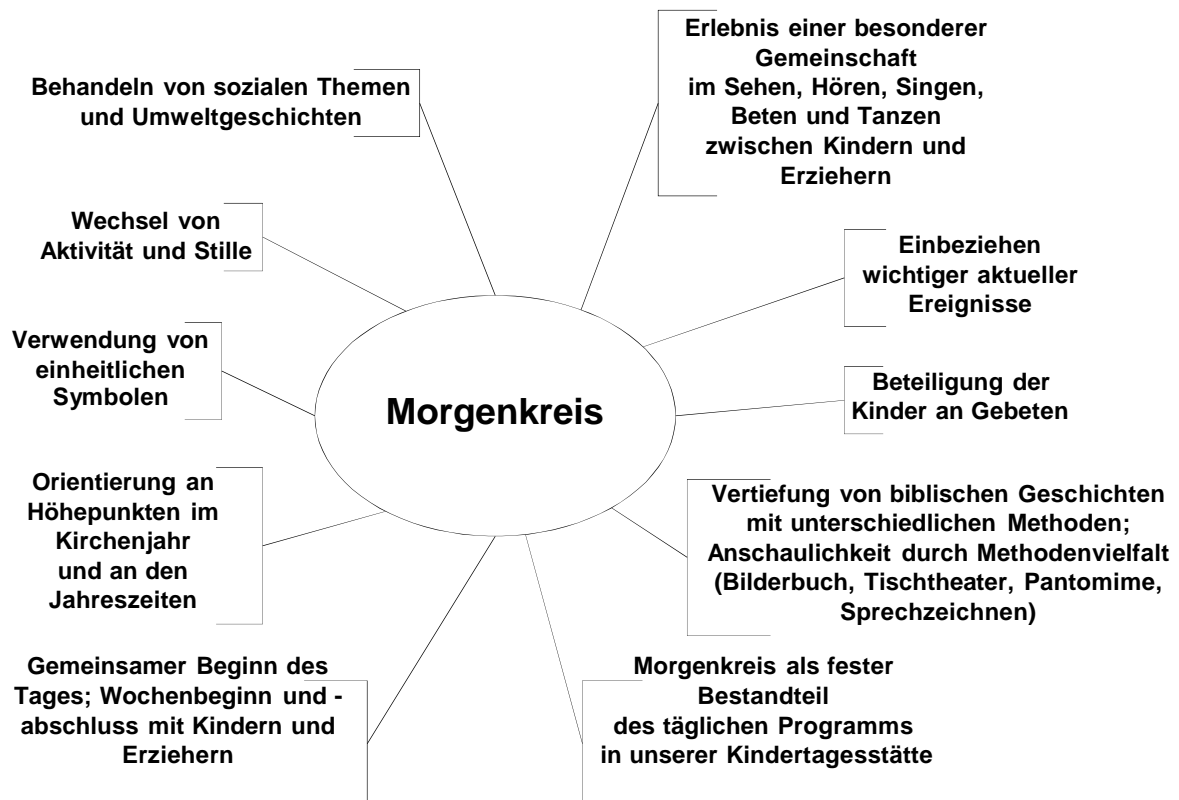 Erlebnis einer besonderer
Gemeinschaft
im Sehen, Hören, Singen,
Beten und Tanzen
zwischen Kindern und
Erziehern
Behandeln von sozialen Themen
und Umweltgeschichten
Wechsel von
Aktivität und Stille
Einbeziehen
wichtiger aktueller
Ereignisse
Verwendung von
einheitlichen
Symbolen
Morgenkreis
Beteiligung der
Kinder an Gebeten
Orientierung an
Höhepunkten im
Kirchenjahr
und an den
Jahreszeiten
Vertiefung von biblischen Geschichten
mit unterschiedlichen Methoden;
Anschaulichkeit durch Methodenvielfalt
(Bilderbuch, Tischtheater, Pantomime,
Sprechzeichnen)
Gemeinsamer Beginn des
Tages; Wochenbeginn und -
abschluss mit Kindern und
Erziehern
Morgenkreis als fester
Bestandteil
des täglichen Programms
in unserer Kindertagesstätte